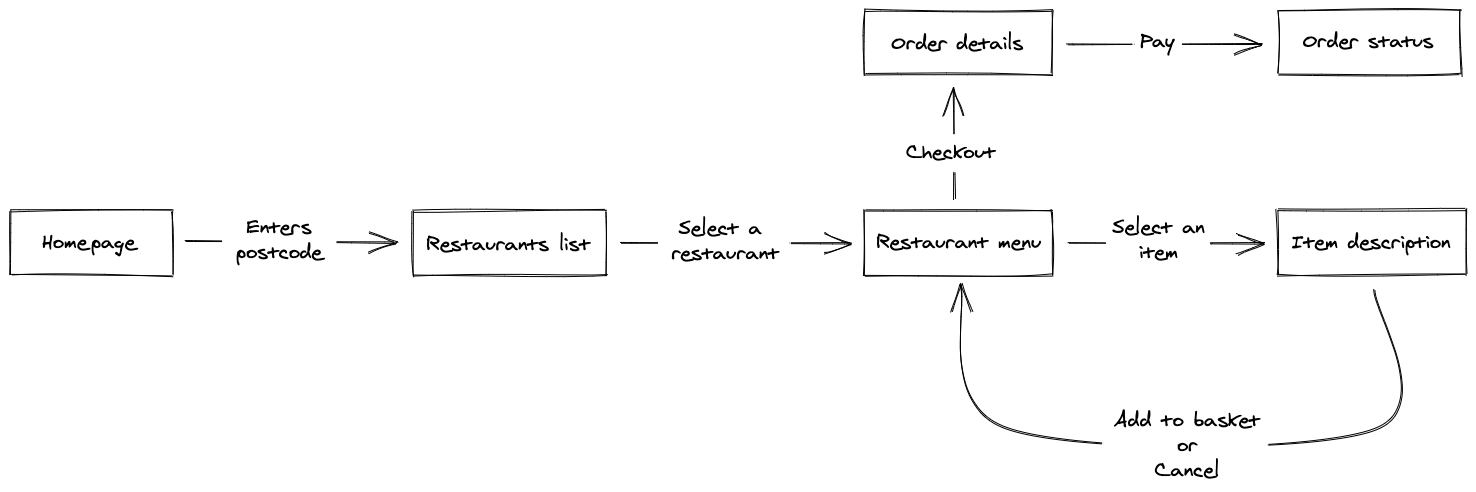 Order details
Pay
Order status
Checkout
Homepage
Enters
postcode
Restaurants list
Select a
restaurant
Restaurant menu
Select an
item
Item description
Add to basket
or
Cancel